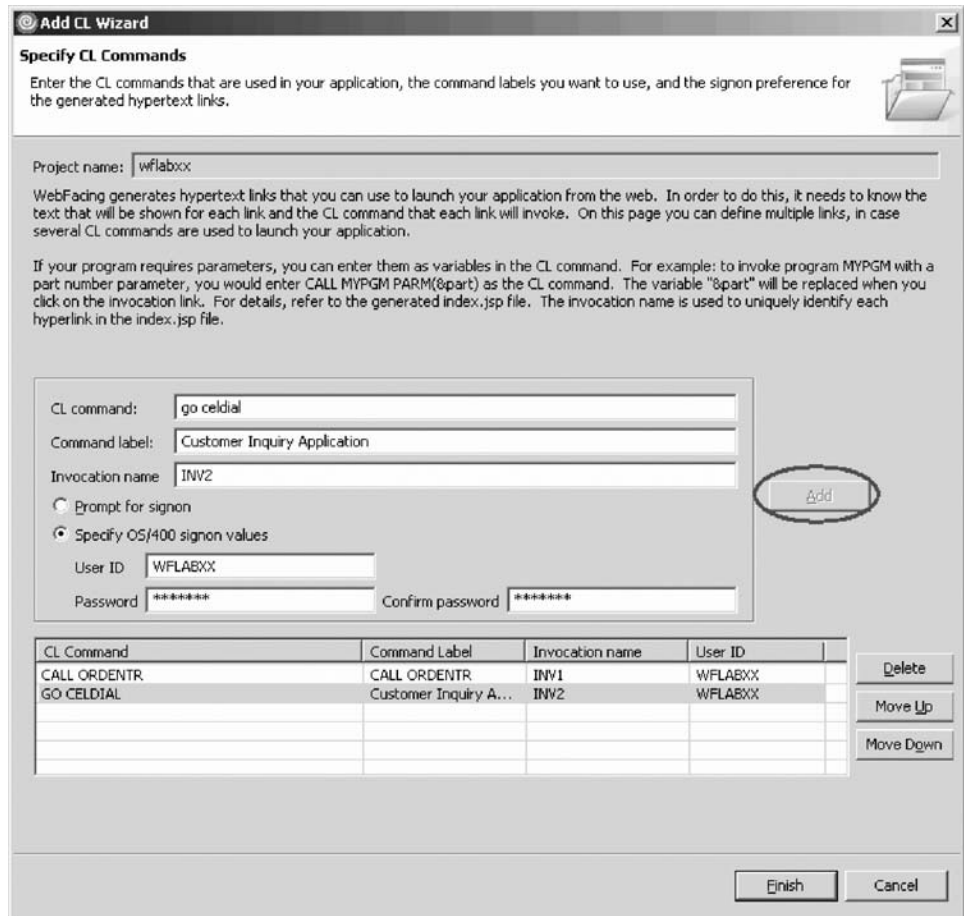 Add CL Wizard
Specify CL Commands
Enter the CL commands that are used in your application, the command labels you want to use, and the signon preference for
the generated hypertext links.
Project name: wflabxx
WebFacing generates hypertext links that you can use to launch your application from the web. In order to do this, it needs to know the
text that will be shown for each link and the CL command that each link will invoke. On this page you can define multiple links, in case
several CL commands are used to launch your application.
If your program requires parameters, you can enter them as variables in the CL command. For example: to invoke program MYPGM with a
part number parameter, you would enter CALL MYPGM PARM(&part) as the CL command. The variable "&part" will be replaced when you
click on the invocation link. For details, refer to the generated index.jsp file. The invocation name is used to uniquely identify each
hyperlink in the index.jsp file.
CL command: go celdial
Command label: Customer Inquiry Application
Invocation name INV2
Add
Prompt for signon
Specify OS/400 signon values
User ID WFLABXX
Password ******* Confirm password *******
CL Command Command Label Invocation name User ID
CALL ORDENTR CALL ORDENTR INV1 WFLABXX
GO CELDIAL Customer Inquiry A... INV2 WFLABXX
Delete
Move Up
Move Down
Finish Cancel